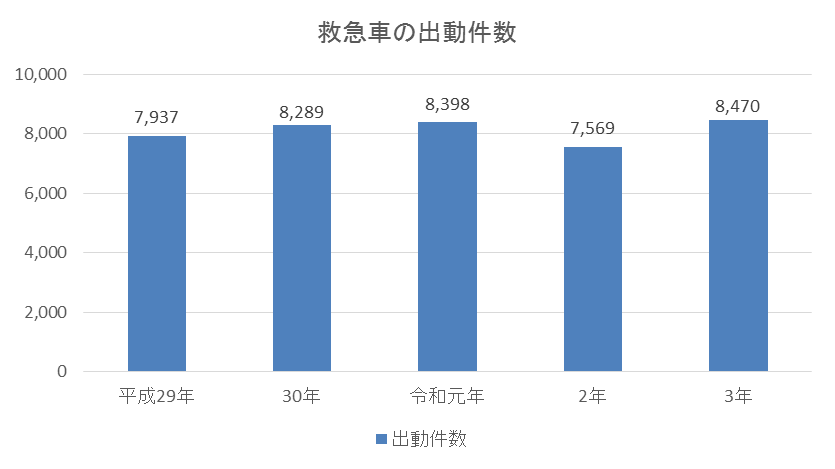 救急車の出動件数
10,000
8,000
6,000
4,000
2,000
0
7,937
8,289
8,398
7,569
8,470
平成29年
30年
令和元年
2年
3年
出動件数